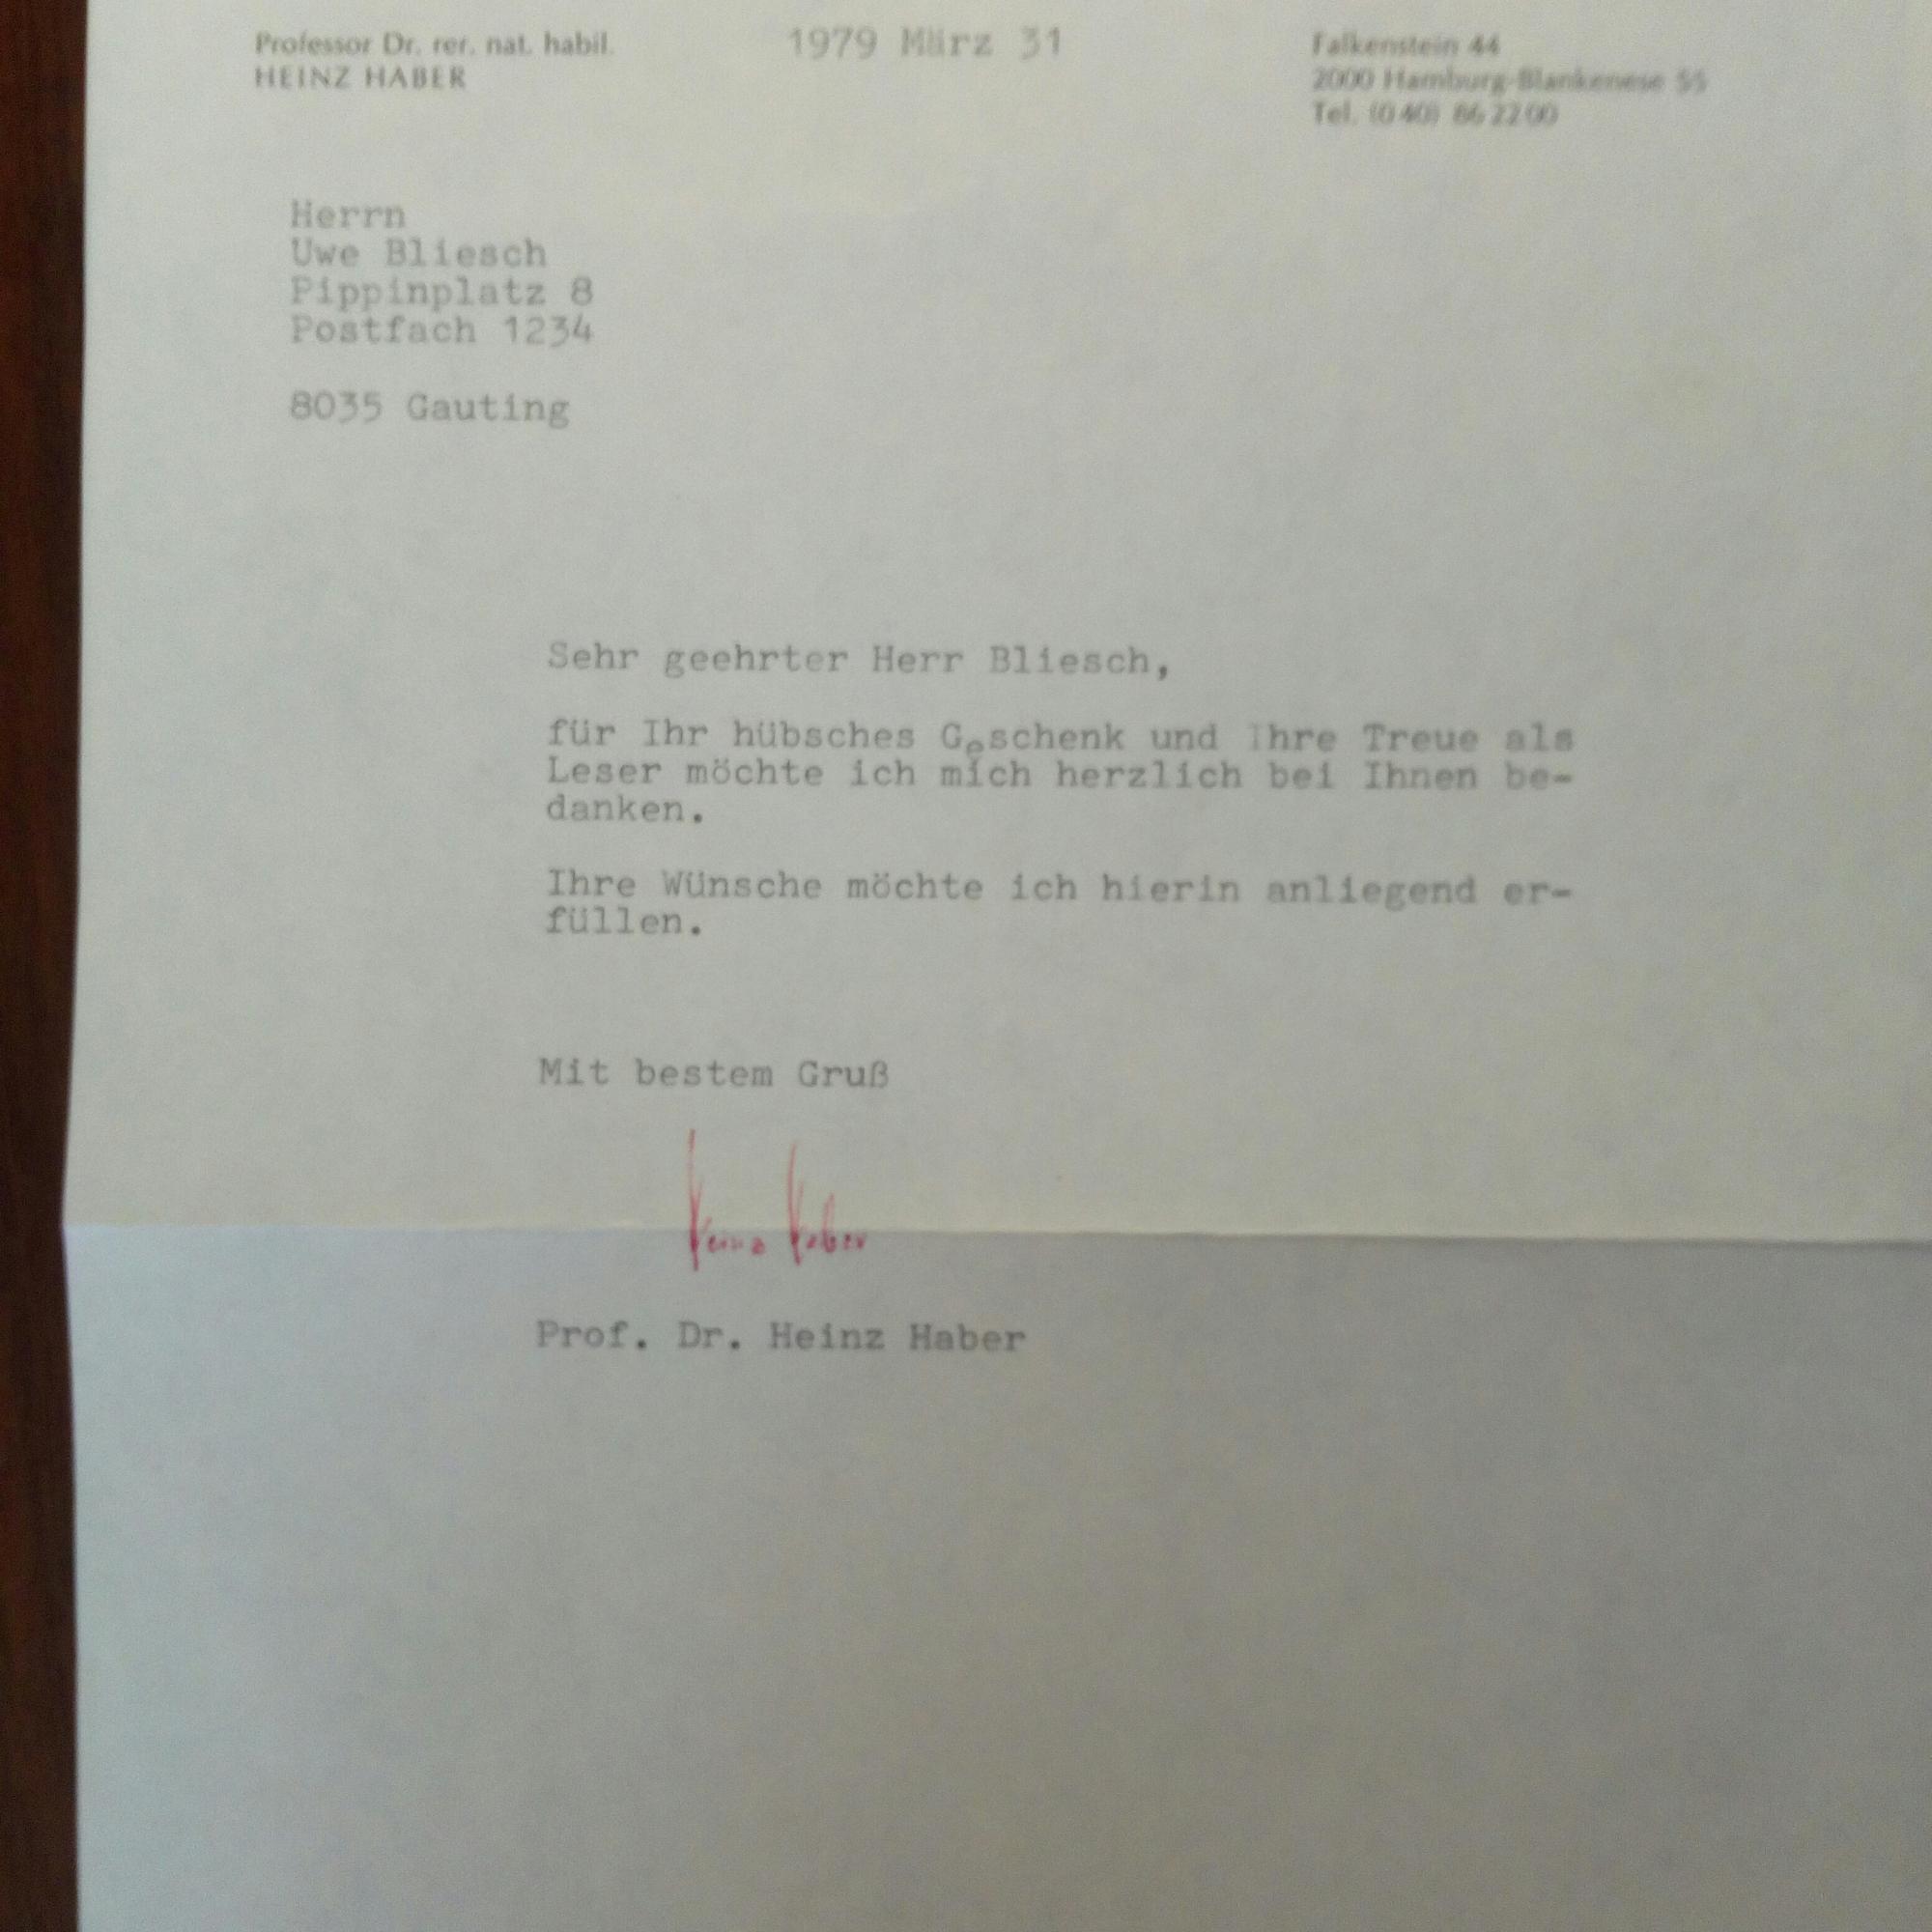 Professor Dr. rer. nat. habil.
HEINZ HABER
1979 März 31
Falkenstein 44
2000 Hamburg-Blankenese 55
Tel. (0 40) 86 22 00
Herrn
Uwe Bliesch
Pippinplatz 8
Postfach 1234
8035 Gauting
Sehr geehrter Herr Bliesch,
für Ihr hübsches Geschenk und Ihre Treue als
Leser möchte ich mich herzlich bei Ihnen be-
danken.
Ihre Wünsche möchte ich hierin anliegend er-
füllen.
Mit bestem Gruß
Heinz Haber
Prof. Dr. Heinz Haber